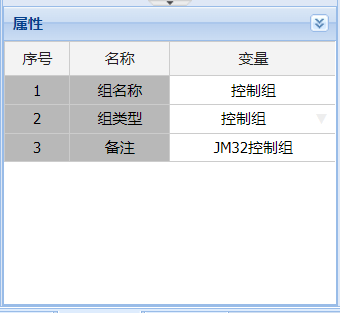 属性
序号 名称 变量
1 组名称 控制组
2 组类型 控制组
3 备注 JM32控制组